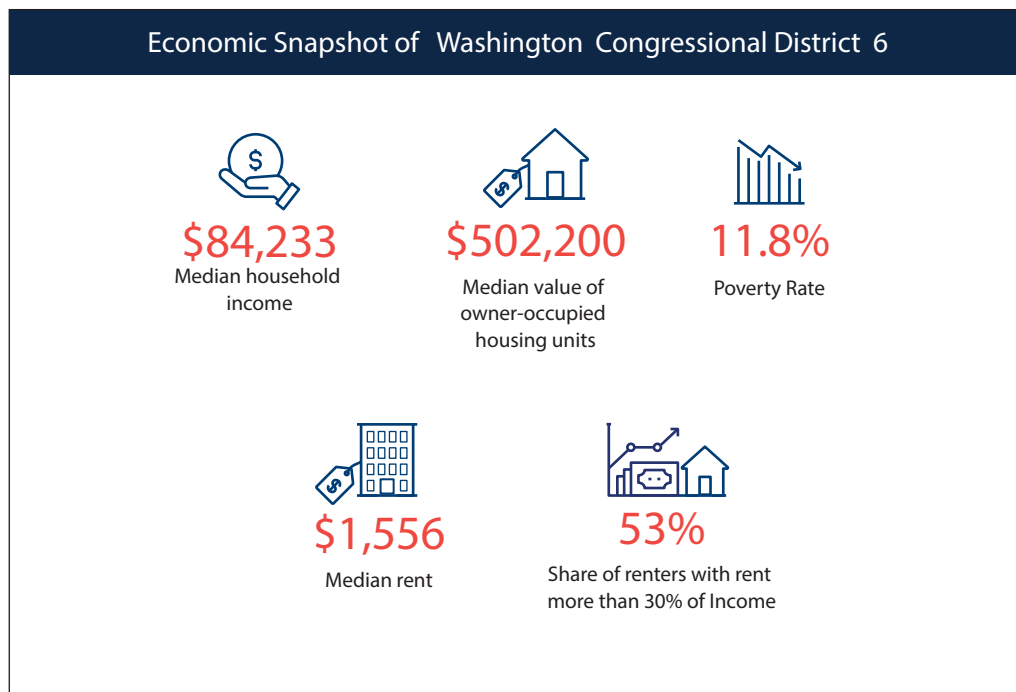 Economic Snapshot of Washington Congressional District 6
$
$84,233
Median household
income
$
$502,200
Median value of
owner-occupied
housing units
11.8%
Poverty Rate
$
$1,556
Median rent
53%
Share of renters with rent
more than 30% of Income